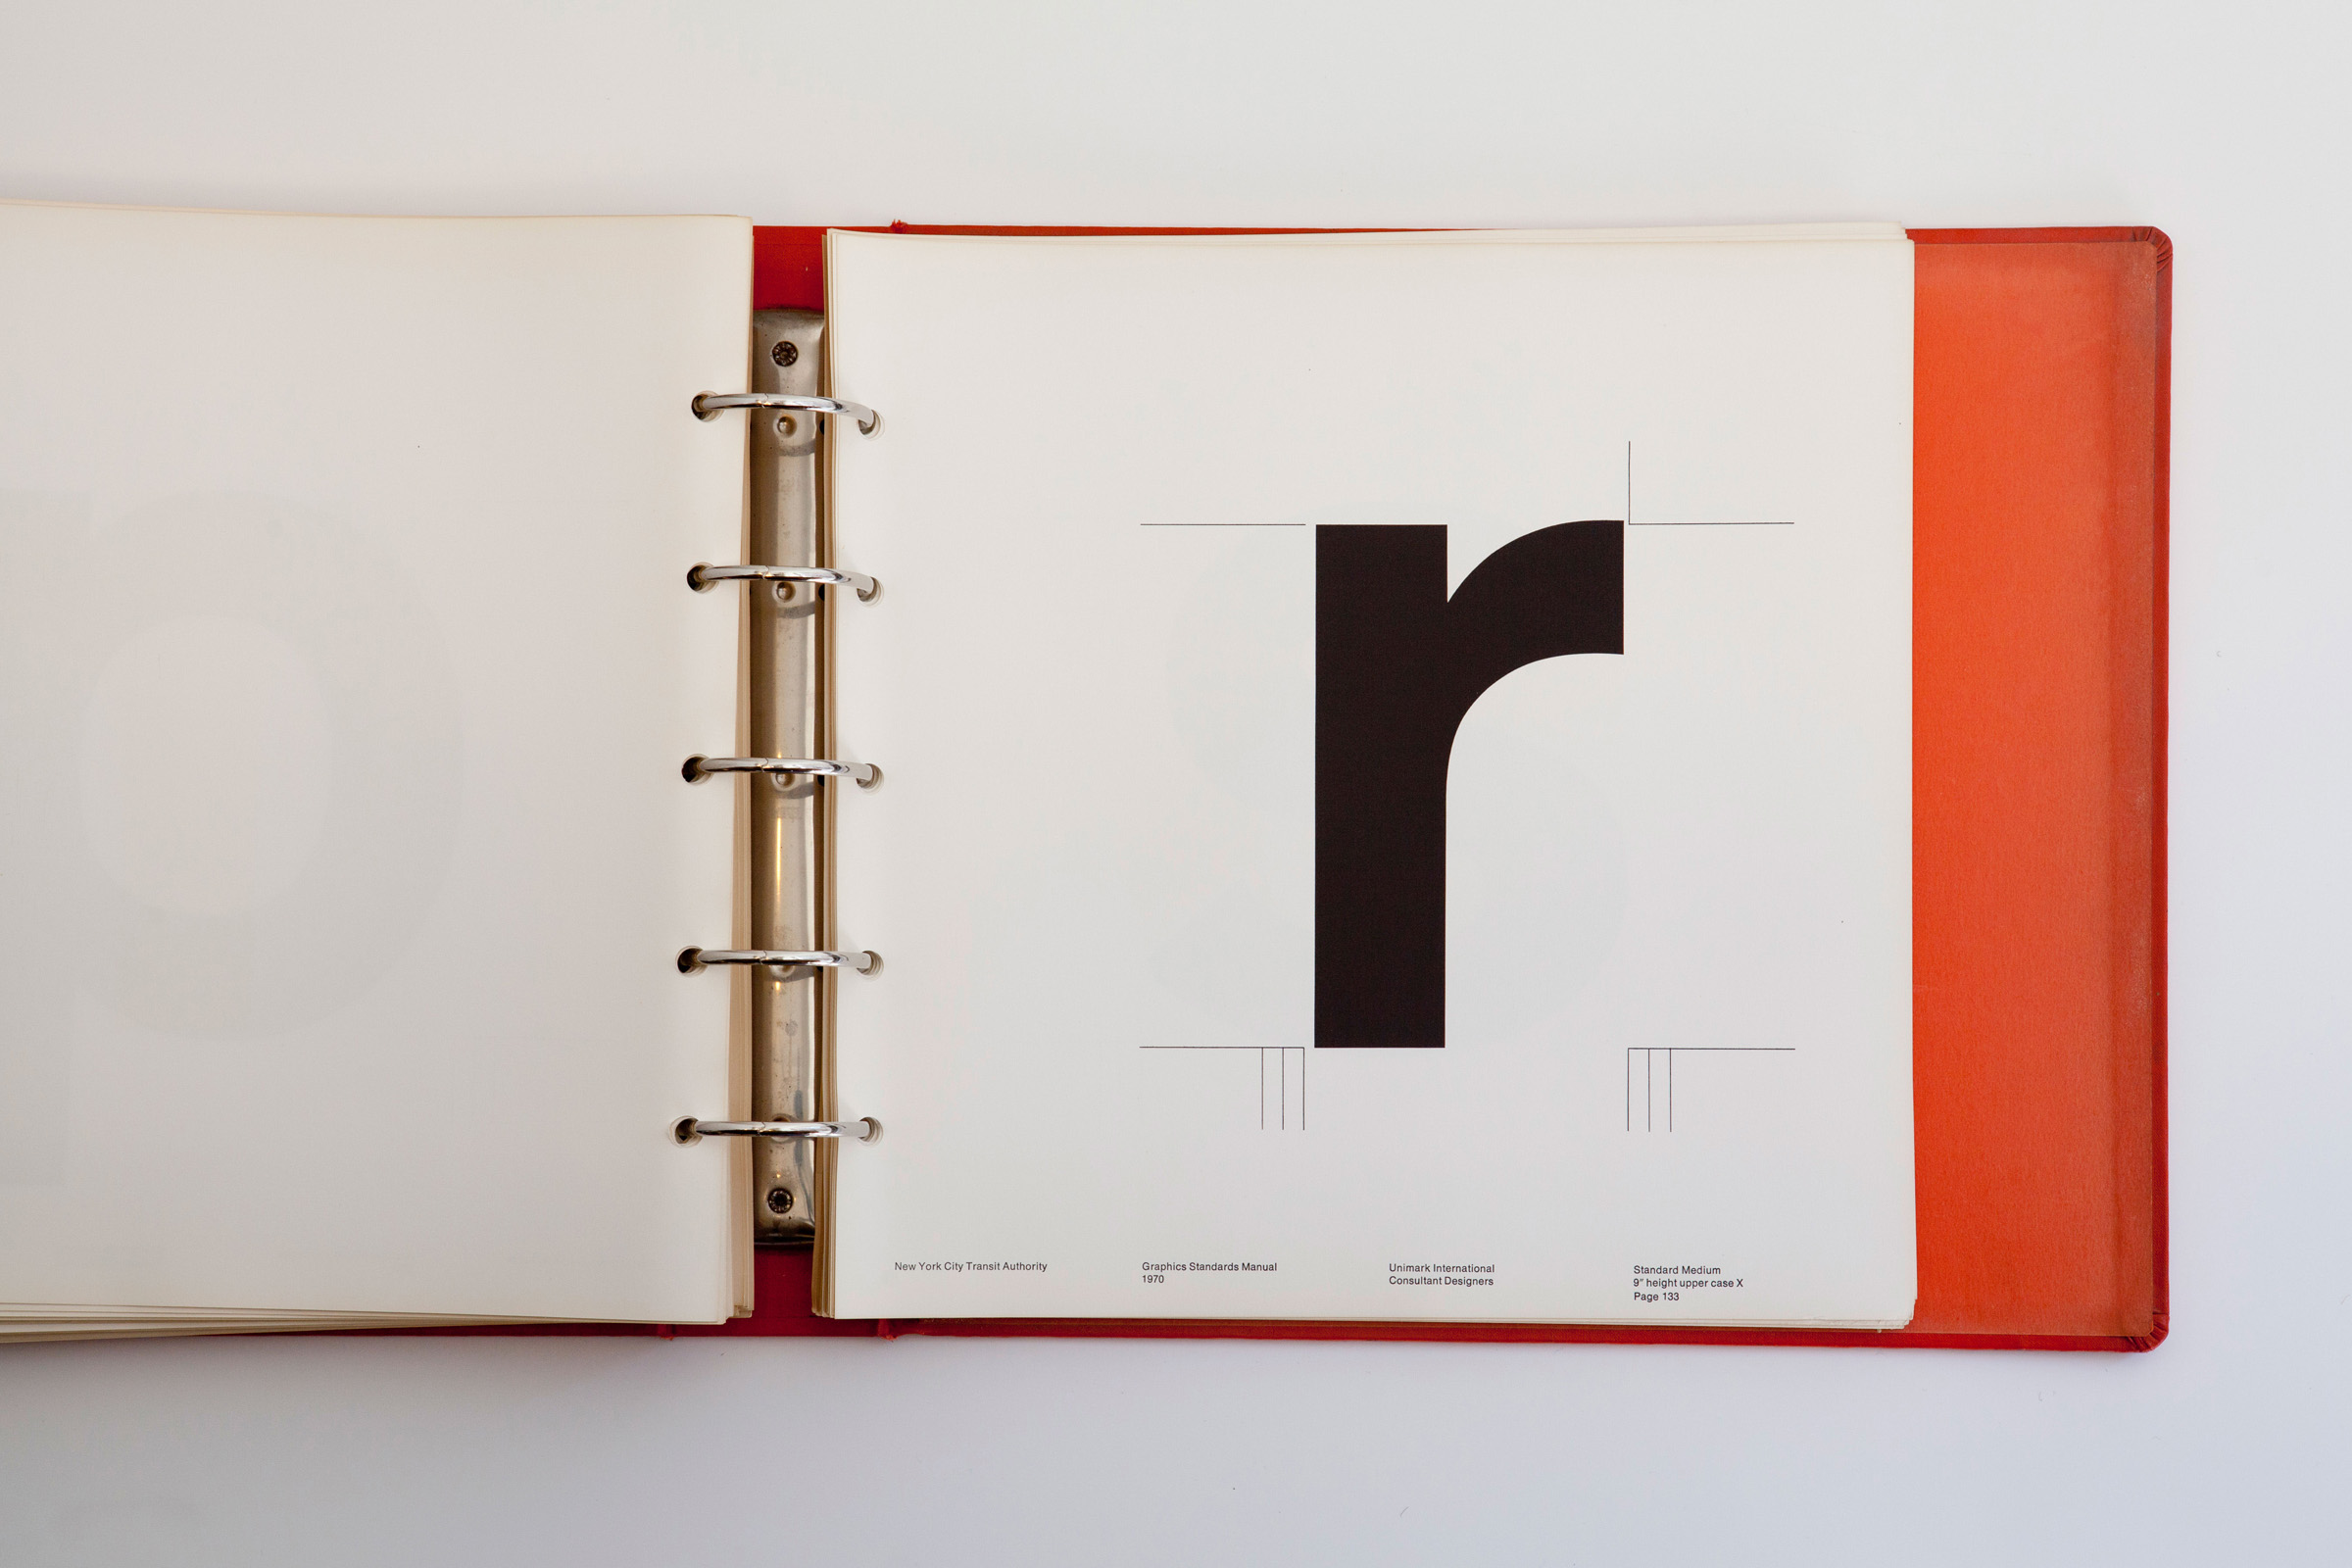 r
New York City Transit Authority
Graphics Standards Manual
1970
Unimark International
Consultant Designers
Standard Medium
9″ height upper case X
Page 133